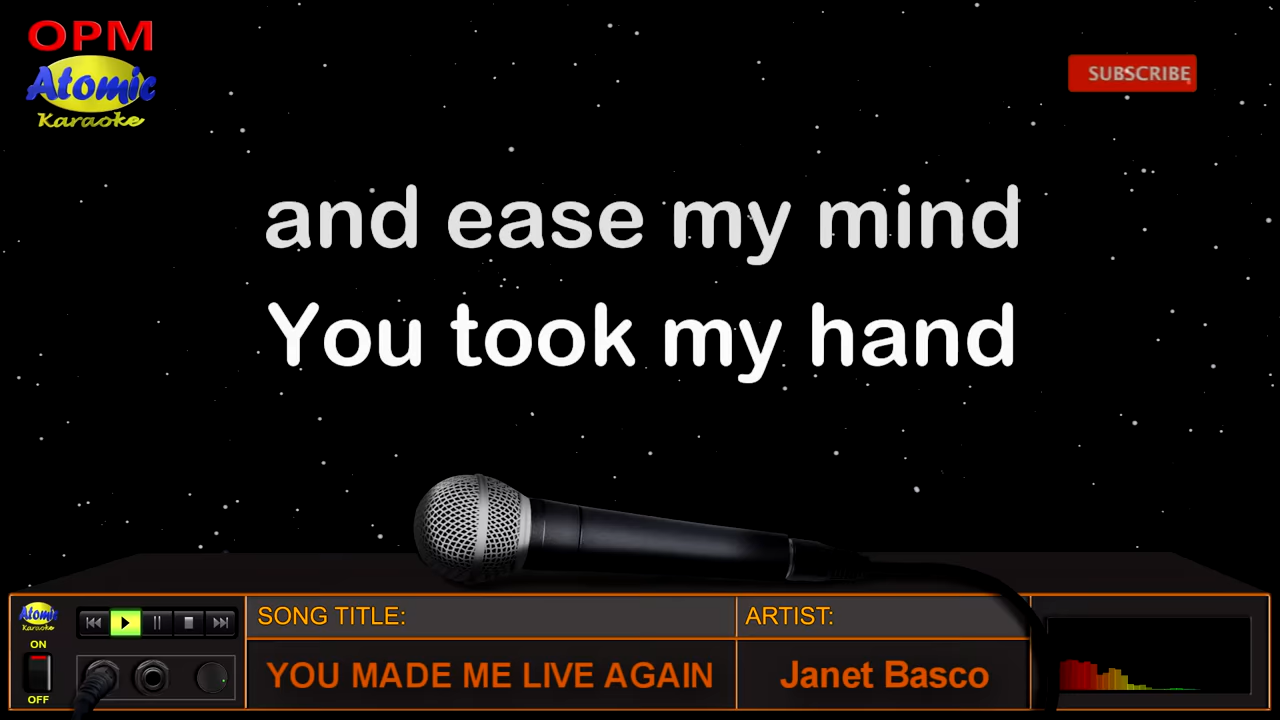 OPM
Atomic
Karaoke
SUBSCRIBE
and ease my mind
You took my hand
Atomic
Karaoke
ON
OFF
SONG TITLE:
YOU MADE ME LIVE AGAIN
ARTIST:
Janet Basco